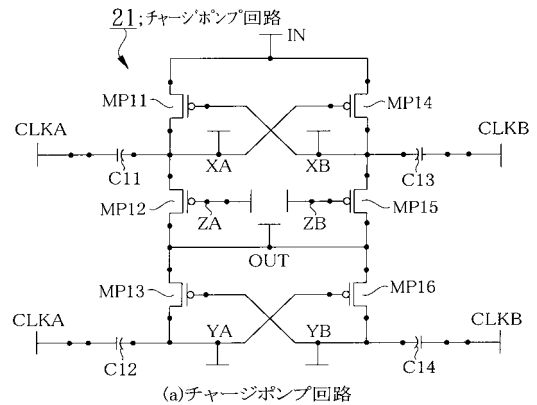 21;チャージポンプ回路
IN
MP11
MP14
CLKA
CLKB
C11
XA
XB
C13
MP12
ZA
ZB
MP15
OUT
MP13
MP16
CLKA
YA
YB
CLKB
C12
C14
(a)チャージポンプ回路